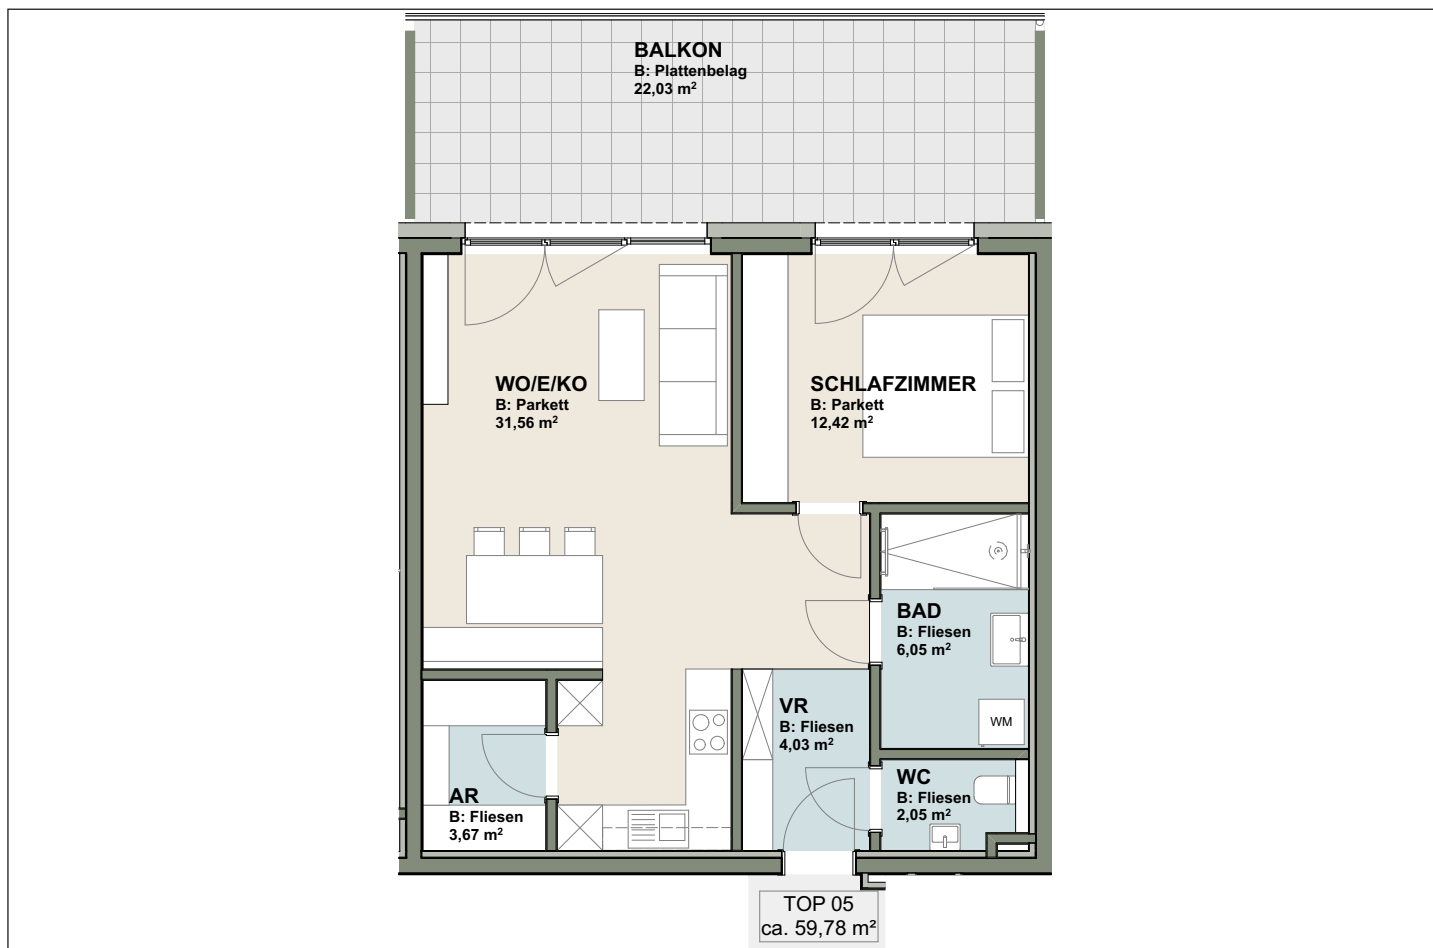 BALKON
B: Plattenbelag
22,03 m²
WO/E/KO
B: Parkett
31,56 m²
SCHLAFZIMMER
B: Parkett
12,42 m²
BAD
B: Fliesen
6,05 m²
WM
VR
B: Fliesen
4,03 m²
WC
B: Fliesen
2,05 m²
AR
B: Fliesen
3,67 m²
TOP 05
ca. 59,78 m²